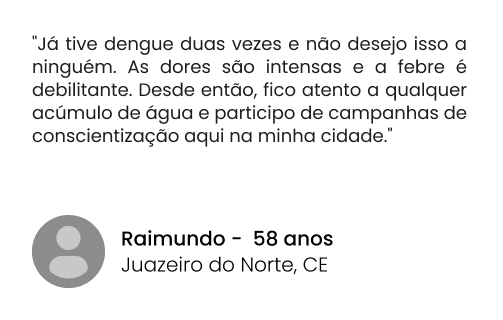 "Já tive dengue duas vezes e não desejo isso a
ninguém. As dores são intensas e a febre é
debilitante. Desde então, fico atento a qualquer
acúmulo de água e participo de campanhas de
conscientização aqui na minha cidade."
Raimundo -  58 anos
Juazeiro do Norte, CE